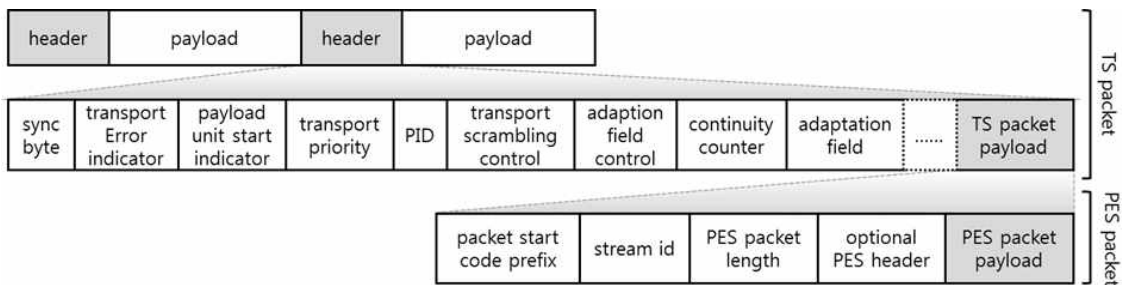 header payload header payload
TS packet
sync byte
transport Error indicator
payload unit start indicator
transport priority
PID
transport scrambling control
adaption field control
continuity counter
adaptation field
......
TS packet payload
PES packet
packet start code prefix
stream id
PES packet length
optional PES header
PES packet payload